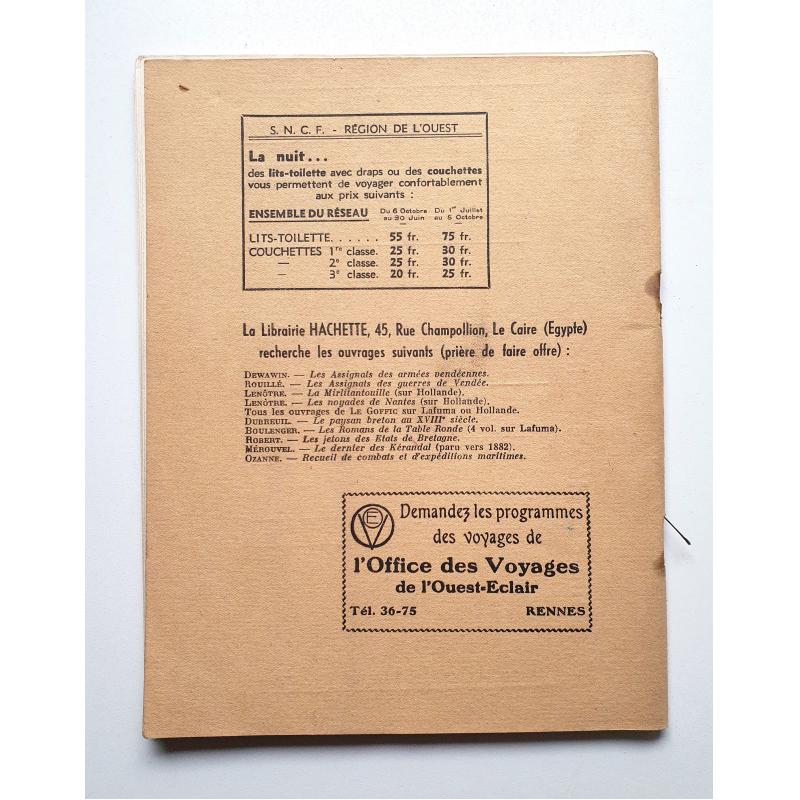 S. N. C. F. - RÉGION DE L'OUEST
La nuit...
des lits-toilette avec draps ou des couchettes
vous permettent de voyager confortablement
aux prix suivants :
ENSEMBLE DU RÉSEAU Du 6 Octobre au 30 Juin Du 1er Juillet au 5 Octobre
LITS-TOILETTE...... 55 fr. 75 fr.
COUCHETTES 1re classe. 25 fr. 30 fr.
— 2e classe. 25 fr. 30 fr.
— 3e classe. 20 fr. 25 fr.
La Librairie HACHETTE, 45, Rue Champollion, Le Caire (Egypte)
recherche les ouvrages suivants (prière de faire offre) :
DEWAWIN. — Les Assignats des armées vendéennes.
ROUILLÉ. — Les Assignats des guerres de Vendée.
LENÔTRE. — La Mirlitantouille (sur Hollande).
LENÔTRE. — Les noyades de Nantes (sur Hollande).
Tous les ouvrages de LE GOFFIC sur Lafuma ou Hollande.
DUBREUIL. — Le paysan breton au XVIIIe siècle.
BOULENGER. — Les Romans de la Table Ronde (4 vol. sur Lafuma).
ROBERT. — Les jetons des Etats de Bretagne.
MÉROUVEL. — Le dernier des Kérandal (paru vers 1882).
OZANNE. — Recueil de combats et d'expéditions maritimes.
OEV
Demandez les programmes
des voyages de
l'Office des Voyages
de l'Ouest-Eclair
Tél. 36-75 RENNES